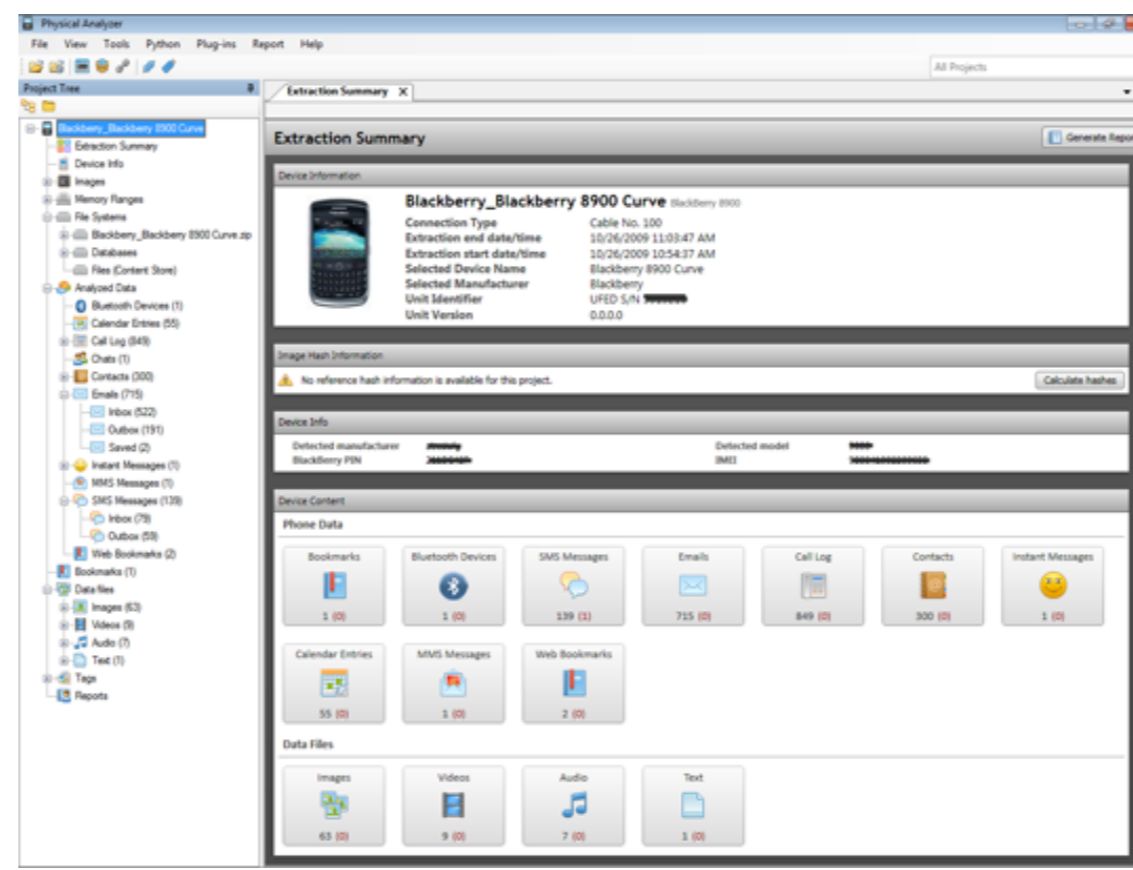 Physical Analyzer
File View Tools Python Plug-ins Report Help
All Projects
Project Tree
Extraction Summary X
Blackberry_Blackberry 8900 Curve
Extraction Summary
Device Info
Images
Memory Ranges
File Systems
Blackberry_Blackberry 8900 Curve.zip
Databases
Files (Content Store)
Analyzed Data
Bluetooth Devices (1)
Calendar Entries (55)
Call Log (849)
Chats (1)
Contacts (300)
Emails (715)
Inbox (522)
Outbox (191)
Saved (2)
Instant Messages (1)
MMS Messages (1)
SMS Messages (139)
Inbox (79)
Outbox (59)
Web Bookmarks (2)
Bookmarks (1)
Data files
Images (63)
Videos (9)
Audio (7)
Text (1)
Tags
Reports
Extraction Summary
Generate Repor
Device Information
Blackberry_Blackberry 8900 Curve Blackberry 8900
Connection Type Cable No. 100
Extraction end date/time 10/26/2009 11:03:47 AM
Extraction start date/time 10/26/2009 10:54:37 AM
Selected Device Name Blackberry 8900 Curve
Selected Manufacturer Blackberry
Unit Identifier UFED S/N
Unit Version 0.0.0.0
Image Hash Information
No reference hash information is available for this project. Calculate hashes
Device Info
Detected manufacturer Detected model
BlackBerry PIN IMEI
Device Content
Phone Data
Bookmarks Bluetooth Devices SMS Messages Emails Call Log Contacts Instant Messages
1 (0) 1 (0) 139 (1) 715 (0) 849 (0) 300 (0) 1 (0)
Calendar Entries MMS Messages Web Bookmarks
55 (0) 1 (0) 2 (0)
Data Files
Images Videos Audio Text
63 (0) 9 (0) 7 (0) 1 (0)